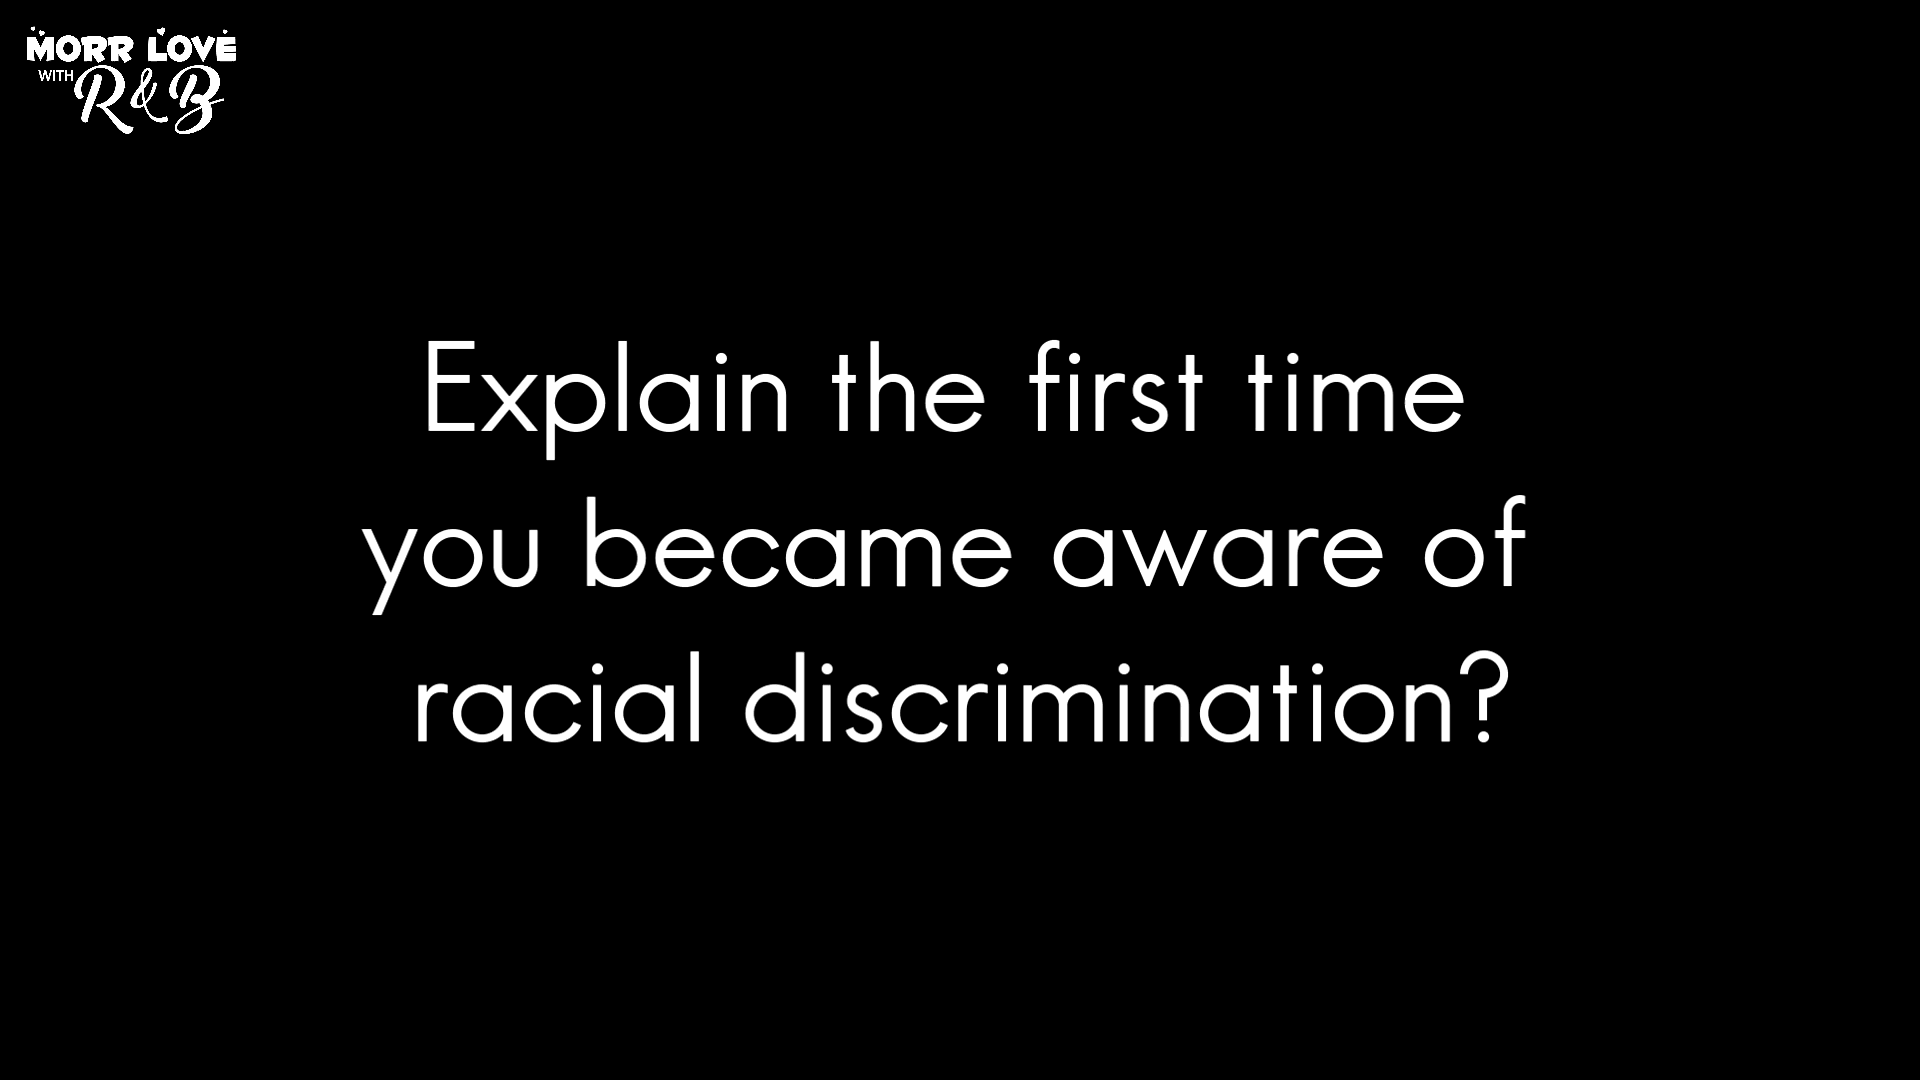 MORR LOVE
WITH R&B
Explain the first time
you became aware of
racial discrimination?